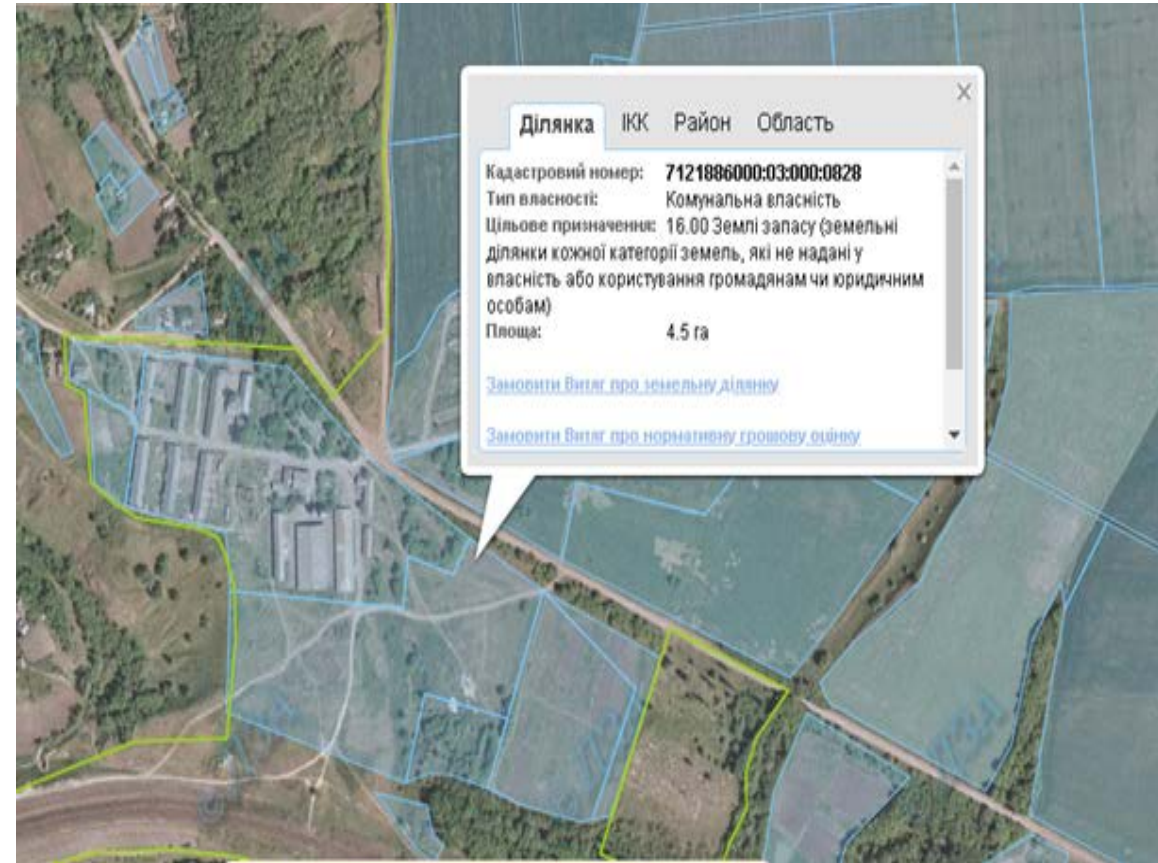 X
Ділянка ІКК Район Область
Кадастровий номер: 7121886000:03:000:0828
Тип власності: Комунальна власність
Цільове призначення: 16.00 Землі запасу (земельні
ділянки кожної категорії земель, які не надані у
власність або користування громадянам чи юридичним
особам)
Площа: 4.5 га
Замовити Витяг про земельну ділянку
Замовити Витяг про нормативну грошову оцінку